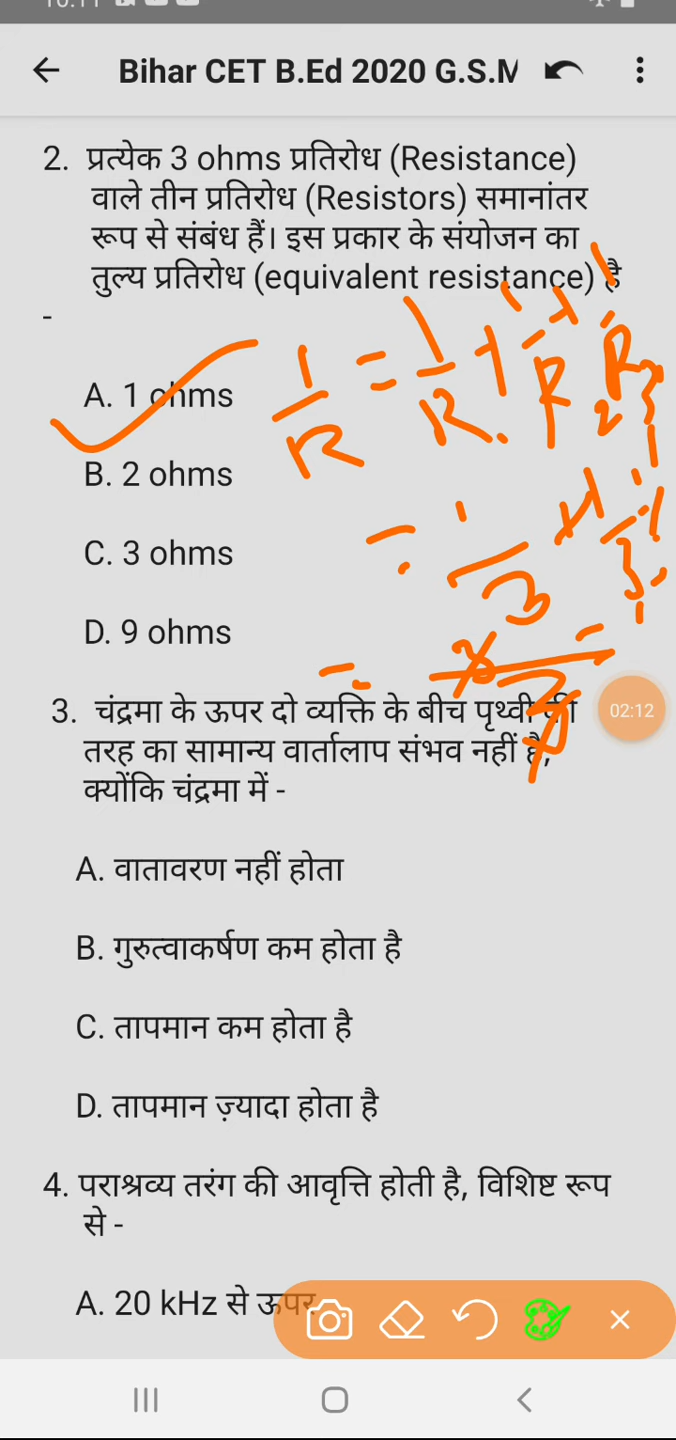 Bihar CET B.Ed 2020 G.S.M
2. प्रत्येक 3 ohms प्रतिरोध (Resistance)
वाले तीन प्रतिरोध (Resistors) समानांतर
रूप से संबंध हैं। इस प्रकार के संयोजन का
तुल्य प्रतिरोध (equivalent resistance) है
-
A. 1 ohms
B. 2 ohms
C. 3 ohms
D. 9 ohms
3. चंद्रमा के ऊपर दो व्यक्ति के बीच पृथ्वी की
02:12
तरह का सामान्य वार्तालाप संभव नहीं है,
क्योंकि चंद्रमा में -
A. वातावरण नहीं होता
B. गुरुत्वाकर्षण कम होता है
C. तापमान कम होता है
D. तापमान ज़्यादा होता है
4. पराश्रव्य तरंग की आवृत्ति होती है, विशिष्ट रूप
से -
A. 20 kHz से ऊपर